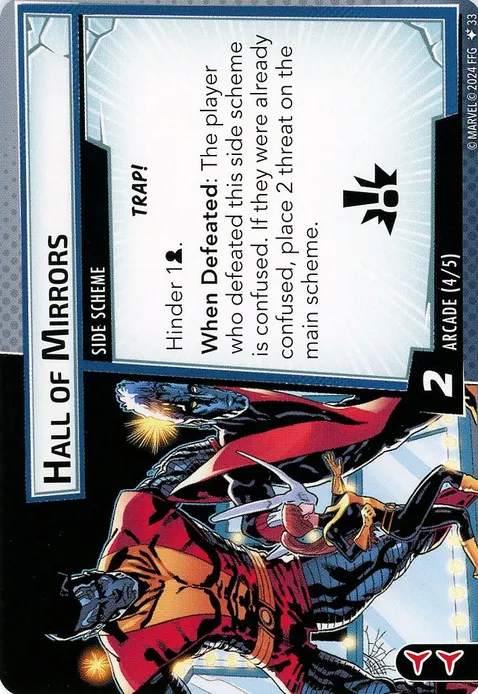 HALL OF MIRRORS
SIDE SCHEME
TRAP!
Hinder 1.
When Defeated: The player
who defeated this side scheme
is confused. If they were already
confused, place 2 threat on the
main scheme.
2
ARCADE (4/5)
© MARVEL © 2024 FFG 33